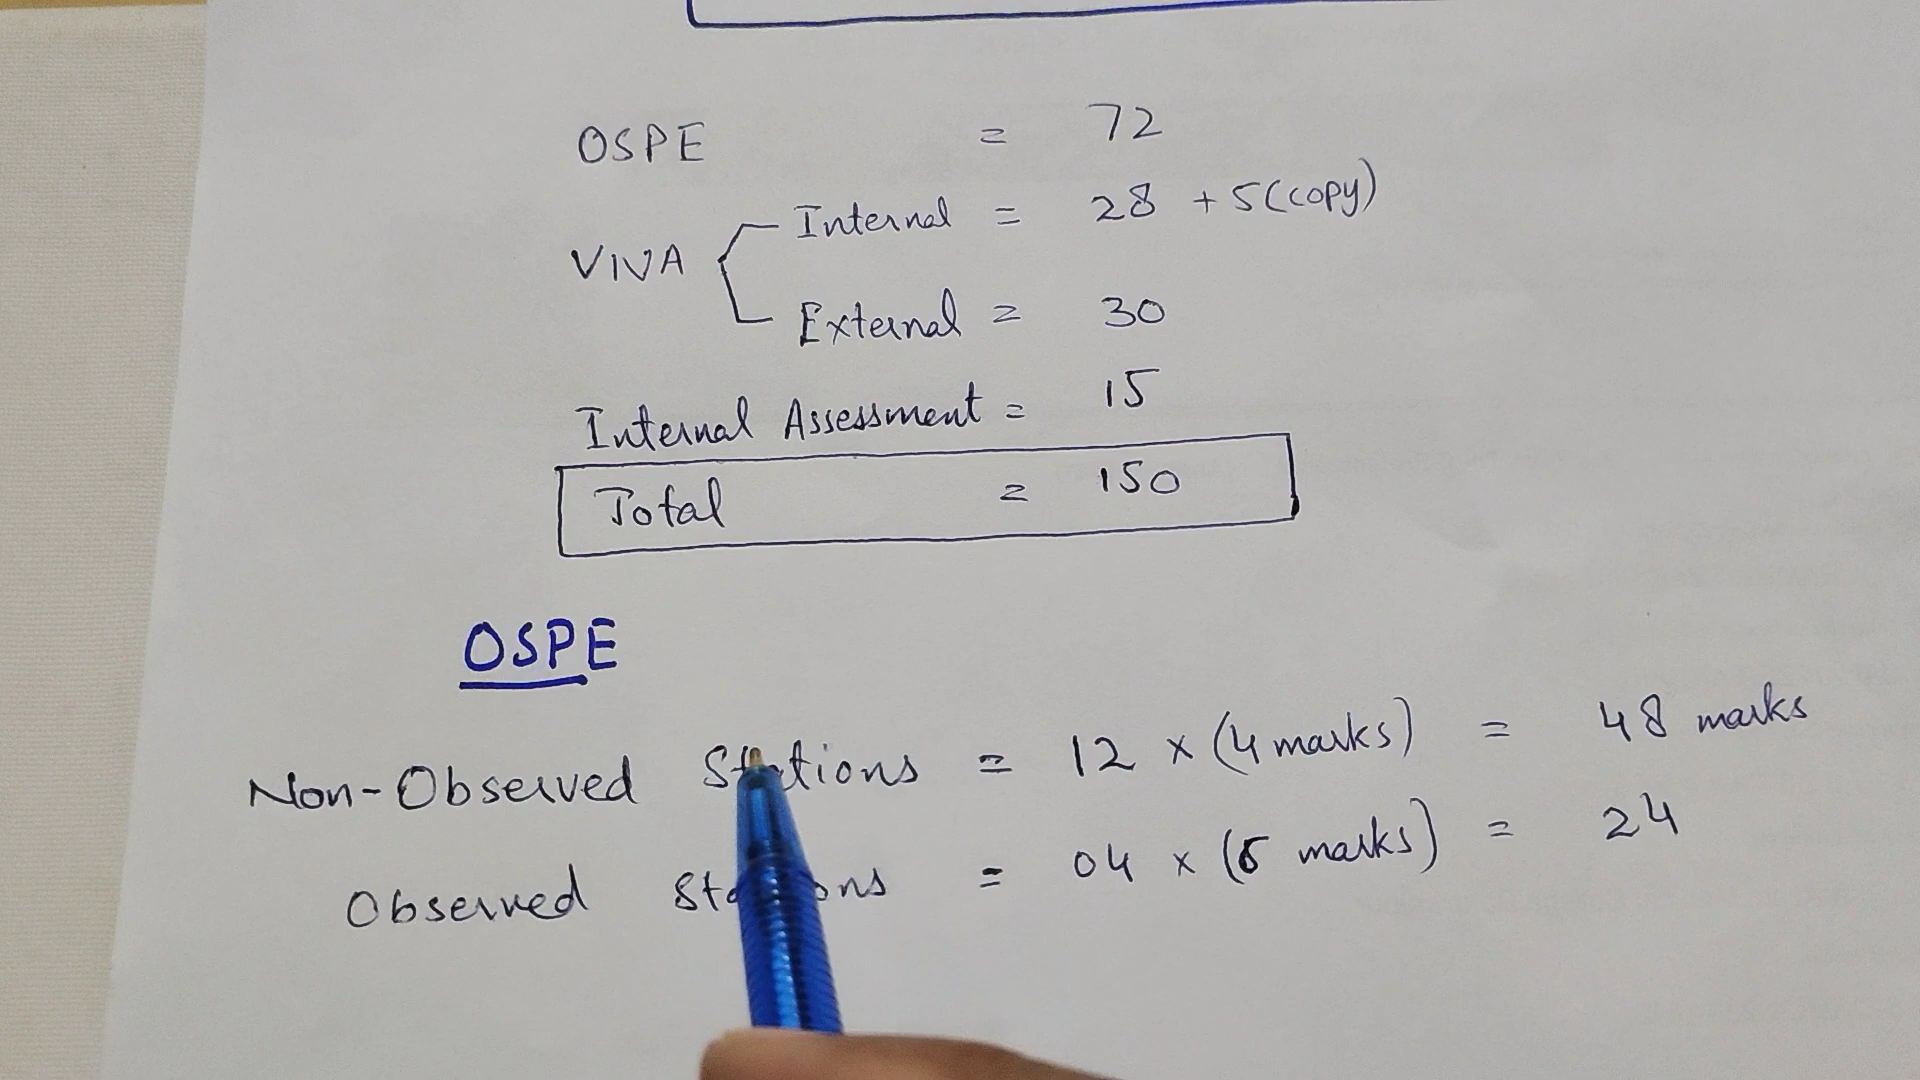 OSPE = 72
VIVA
Internal = 28 + 5 (copy)
External = 30
Internal Assessment = 15
Total = 150
OSPE
Non-Observed Stations = 12 x (4 marks) = 48 marks
Observed = 04 x (6 marks) = 24